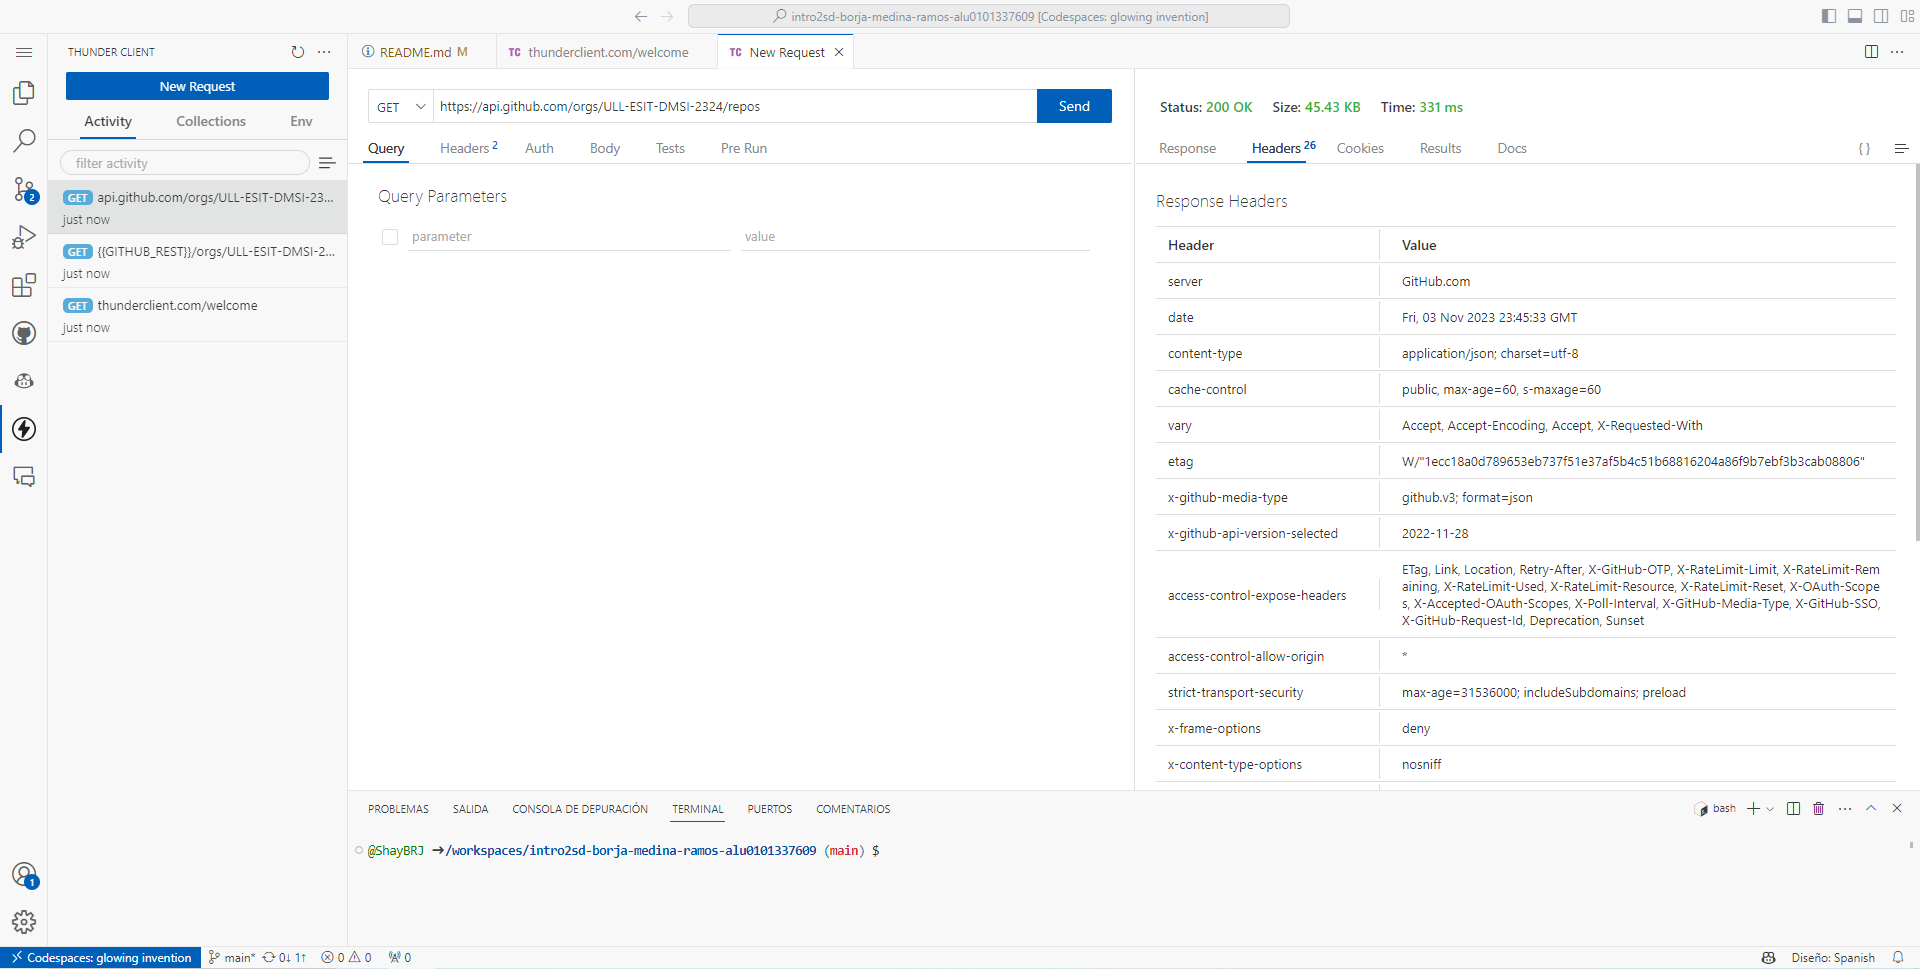 intro2sd-borja-medina-ramos-alu0101337609 [Codespaces: glowing invention]
THUNDER CLIENT
New Request
Activity Collections Env
filter activity
GET api.github.com/orgs/ULL-ESIT-DMSI-23...
just now
GET {{GITHUB_REST}}/orgs/ULL-ESIT-DMSI-2...
just now
GET thunderclient.com/welcome
just now
README.md M
TC thunderclient.com/welcome
TC New Request
GET https://api.github.com/orgs/ULL-ESIT-DMSI-2324/repos Send
Query Headers 2 Auth Body Tests Pre Run
Query Parameters
parameter value
Status: 200 OK Size: 45.43 KB Time: 331 ms
Response Headers 26 Cookies Results Docs {}
Response Headers
Header Value
server GitHub.com
date Fri, 03 Nov 2023 23:45:33 GMT
content-type application/json; charset=utf-8
cache-control public, max-age=60, s-maxage=60
vary Accept, Accept-Encoding, Accept, X-Requested-With
etag W/"1ecc18a0d789653eb737f51e37af5b4c51b68816204a86f9b7ebf3b3cab08806"
x-github-media-type github.v3; format=json
x-github-api-version-selected 2022-11-28
access-control-expose-headers ETag, Link, Location, Retry-After, X-GitHub-OTP, X-RateLimit-Limit, X-RateLimit-Rem
aining, X-RateLimit-Used, X-RateLimit-Resource, X-RateLimit-Reset, X-OAuth-Scope
s, X-Accepted-OAuth-Scopes, X-Poll-Interval, X-GitHub-Media-Type, X-GitHub-SSO,
X-GitHub-Request-Id, Deprecation, Sunset
access-control-allow-origin *
strict-transport-security max-age=31536000; includeSubdomains; preload
x-frame-options deny
x-content-type-options nosniff
PROBLEMAS SALIDA CONSOLA DE DEPURACIÓN TERMINAL PUERTOS COMENTARIOS
bash
@ShayBRJ ➜/workspaces/intro2sd-borja-medina-ramos-alu0101337609 (main) $
2
1
Codespaces: glowing invention main* 0↓ 1↑ 0 0 0
Diseño: Spanish